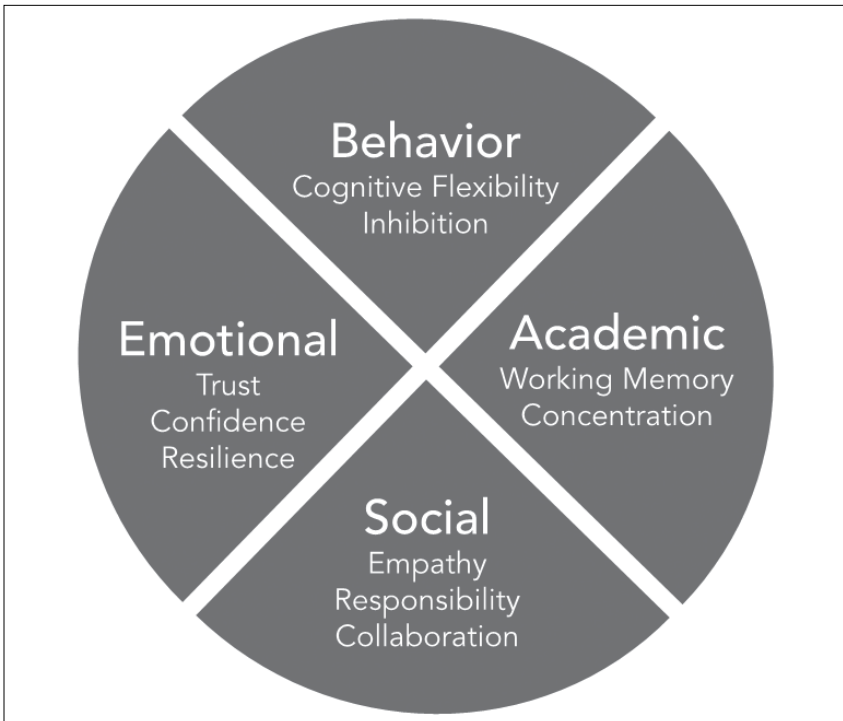 Behavior
Cognitive Flexibility
Inhibition
Emotional
Trust
Confidence
Resilience
Academic
Working Memory
Concentration
Social
Empathy
Responsibility
Collaboration